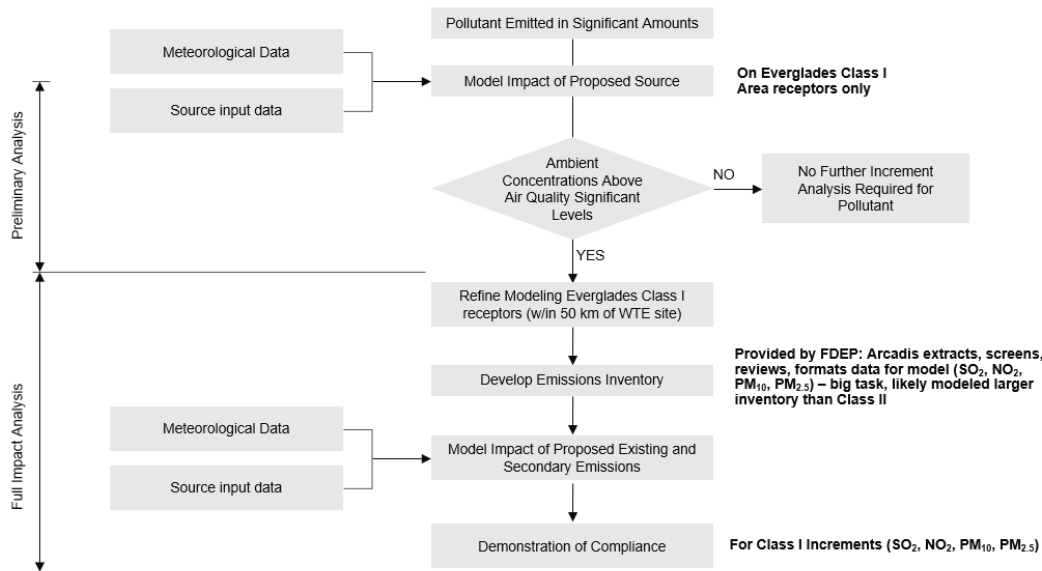 Pollutant Emitted in Significant Amounts
Meteorological Data
Source input data
Model Impact of Proposed Source
On Everglades Class I
Area receptors only
Preliminary Analysis
Ambient
Concentrations Above
Air Quality Significant
Levels
NO
No Further Increment
Analysis Required for
Pollutant
YES
Refine Modeling Everglades Class I
receptors (w/in 50 km of WTE site)
Full Impact Analysis
Develop Emissions Inventory
Provided by FDEP: Arcadis extracts, screens,
reviews, formats data for model (SO₂, NO₂,
PM₁₀, PM₂.₅) – big task, likely modeled larger
inventory than Class II
Meteorological Data
Source input data
Model Impact of Proposed Existing and
Secondary Emissions
Demonstration of Compliance
For Class I Increments (SO₂, NO₂, PM₁₀, PM₂.₅)